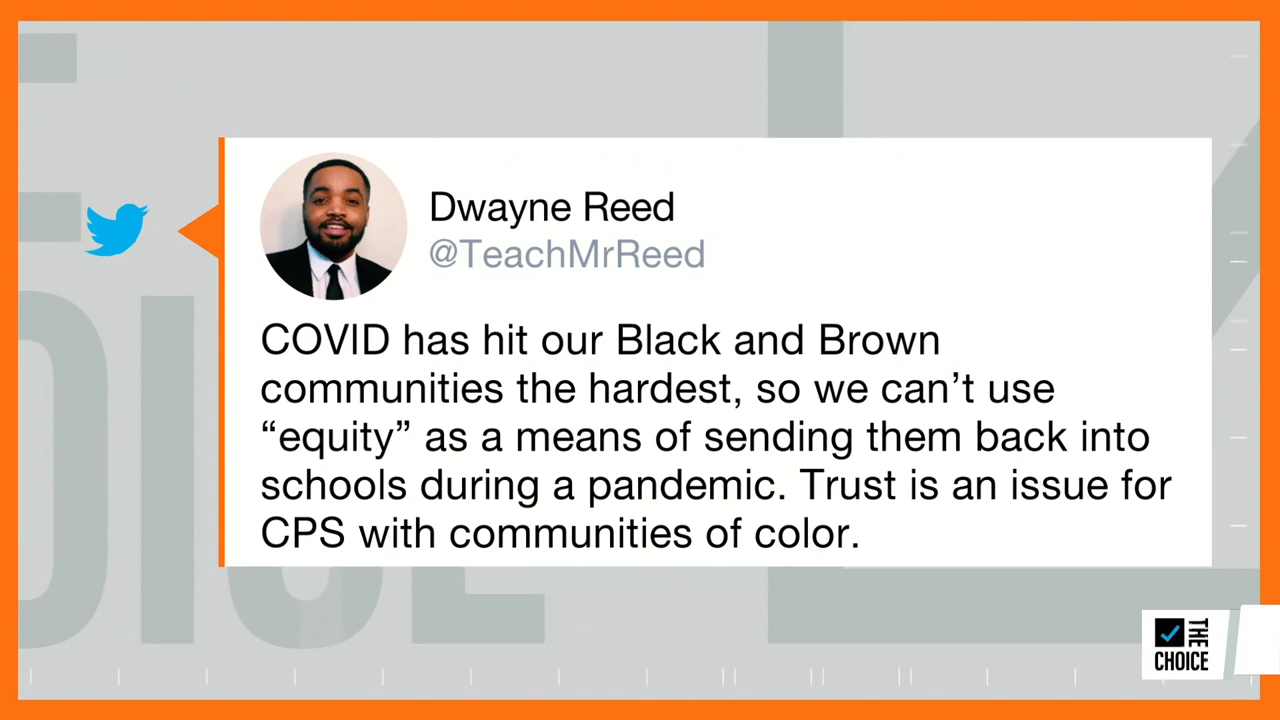 Dwayne Reed
@TeachMrReed
COVID has hit our Black and Brown
communities the hardest, so we can’t use
“equity” as a means of sending them back into
schools during a pandemic. Trust is an issue for
CPS with communities of color.
THE
CHOICE